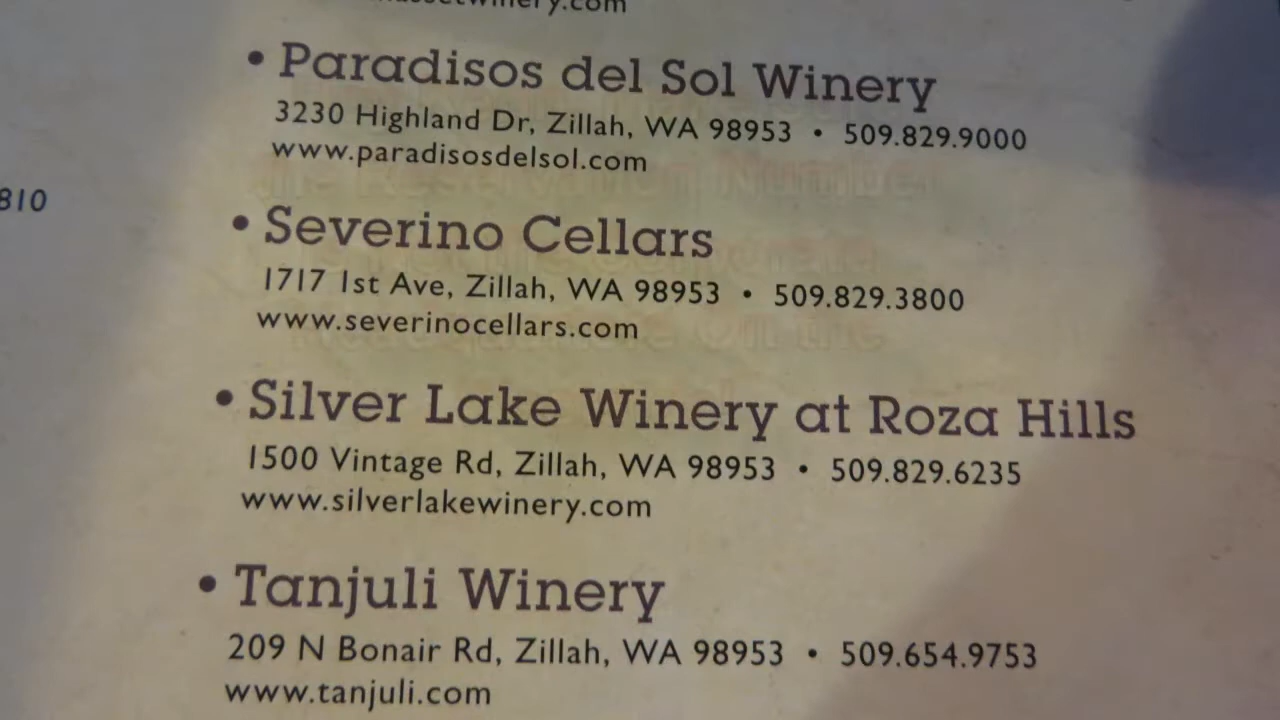 • Paradisos del Sol Winery
3230 Highland Dr, Zillah, WA 98953 • 509.829.9000
www.paradisosdelsol.com
810
• Severino Cellars
1717 1st Ave, Zillah, WA 98953 • 509.829.3800
www.severinocellars.com
• Silver Lake Winery at Roza Hills
1500 Vintage Rd, Zillah, WA 98953 • 509.829.6235
www.silverlakewinery.com
• Tanjuli Winery
209 N Bonair Rd, Zillah, WA 98953 • 509.654.9753
www.tanjuli.com